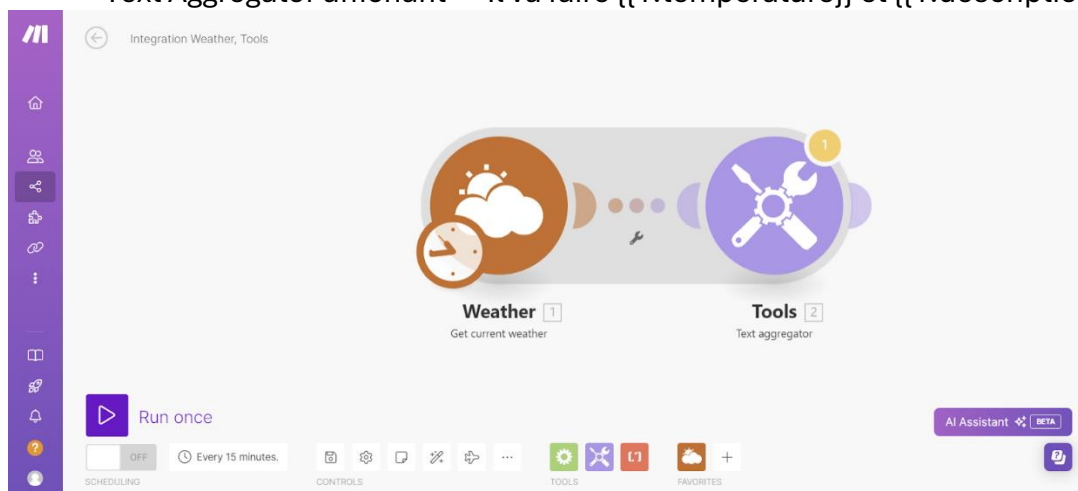 Integration Weather, Tools
1
Weather 1
Get current weather
Tools 2
Text aggregator
Run once
AI Assistant BETA
OFF
Every 15 minutes.
SCHEDULING
CONTROLS
TOOLS
FAVORITES